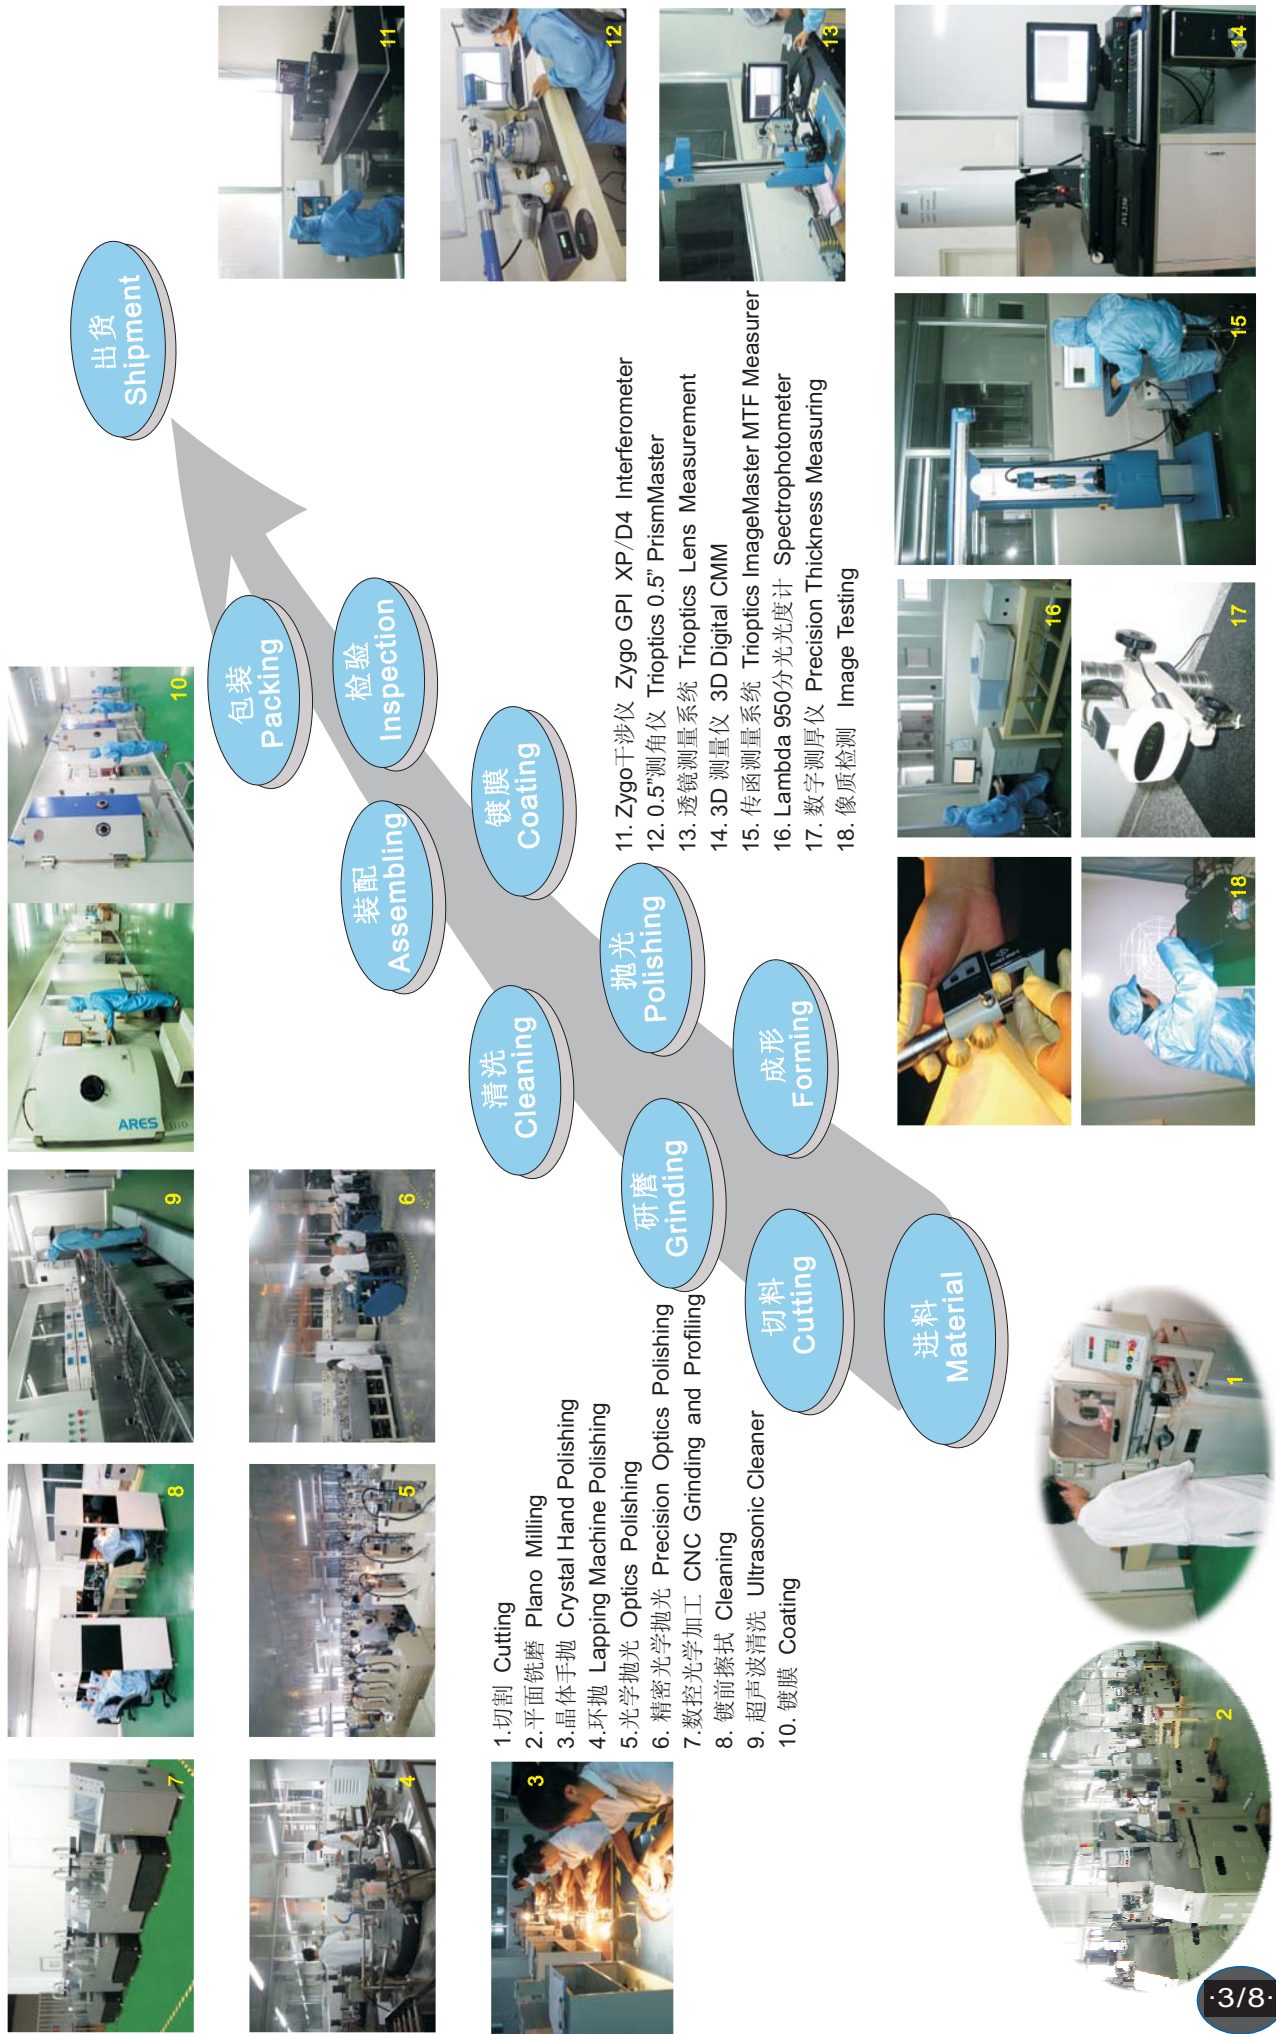 出货
Shipment
包装
Packing
检验
Inspection
装配
Assembling
镀膜
Coating
清洗
Cleaning
抛光
Polishing
研磨
Grinding
成形
Forming
切料
Cutting
进料
Material
1.切割 Cutting
2.平面铣磨 Plano Milling
3.晶体手抛 Crystal Hand Polishing
4.环抛 Lapping Machine Polishing
5.光学抛光 Optics Polishing
6. 精密光学抛光 Precision Optics Polishing
7.数控光学加工 CNC Grinding and Profiling
8. 镀前擦拭 Cleaning
9. 超声波清洗 Ultrasonic Cleaner
10. 镀膜 Coating
11. Zygo干涉仪 Zygo GPI XP/D4 Interferometer
12. 0.5”测角仪 Trioptics 0.5” PrismMaster
13. 透镜测量系统 Trioptics Lens Measurement
14. 3D 测量仪 3D Digital CMM
15. 传函测量系统 Trioptics ImageMaster MTF Measurer
16. Lambda 950分光光度计 Spectrophotometer
17. 数字测厚仪 Precision Thickness Measuring
18. 像质检测 Image Testing
7
8
9
ARES
10
4
5
6
3
2
1
11
12
13
14
15
16
17
18
·3/8·